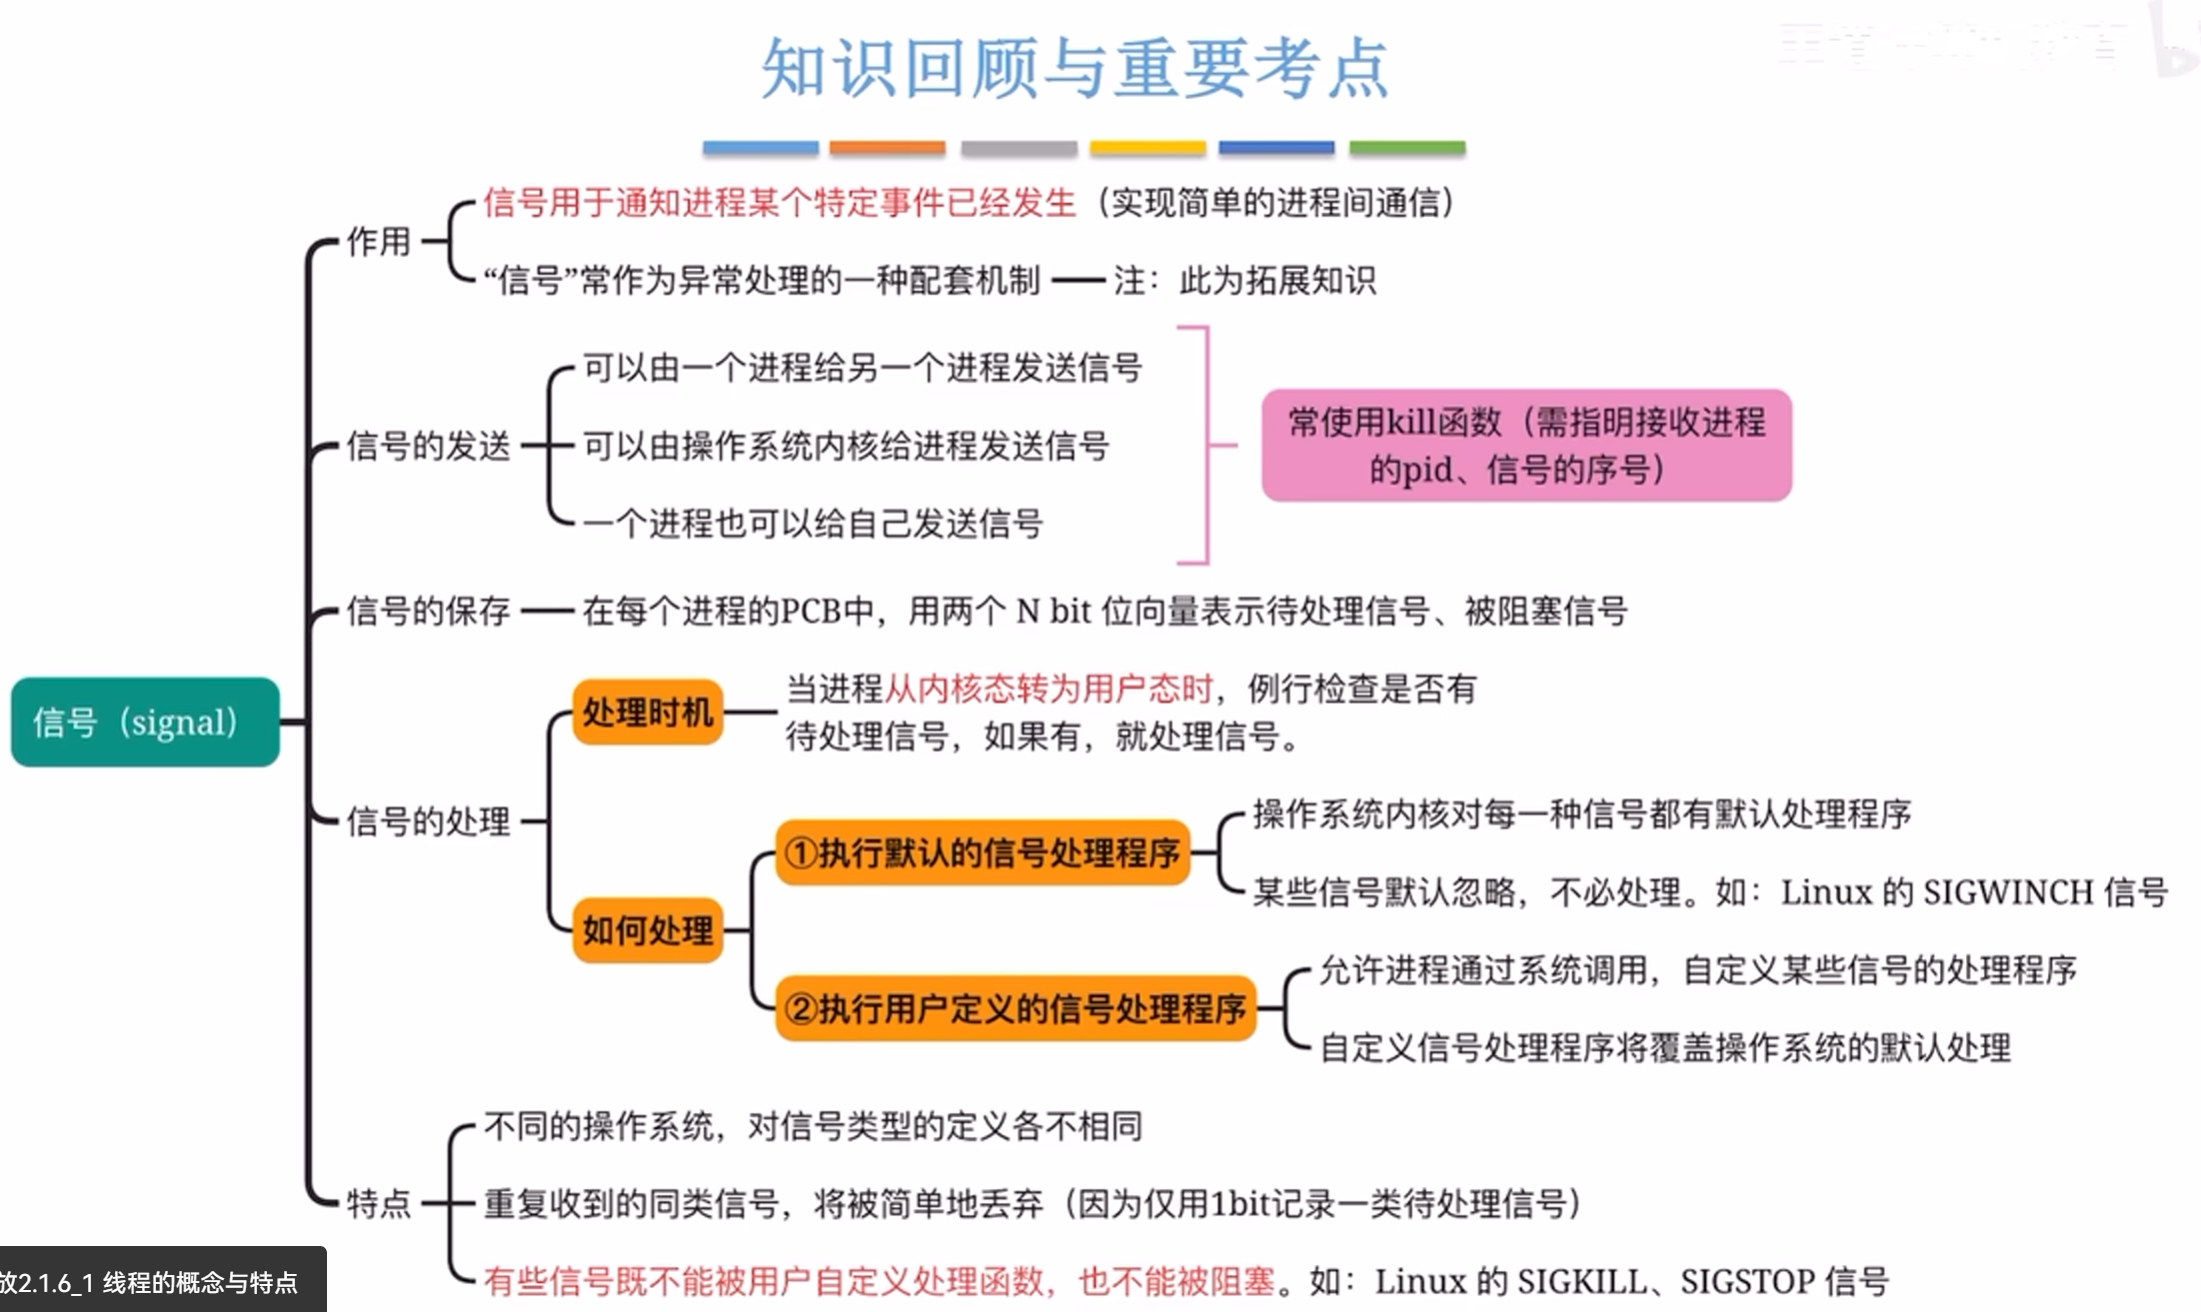 知识回顾与重要考点
信号（signal）
作用
信号用于通知进程某个特定事件已经发生（实现简单的进程间通信）
“信号”常作为异常处理的一种配套机制
注：此为拓展知识
信号的发送
可以由一个进程给另一个进程发送信号
可以由操作系统内核给进程发送信号
一个进程也可以给自己发送信号
常使用kill函数（需指明接收进程
的pid、信号的序号）
信号的保存
在每个进程的PCB中，用两个 N bit 位向量表示待处理信号、被阻塞信号
信号的处理
处理时机
当进程从内核态转为用户态时，例行检查是否有
待处理信号，如果有，就处理信号。
如何处理
①执行默认的信号处理程序
操作系统内核对每一种信号都有默认处理程序
某些信号默认忽略，不必处理。如：Linux 的 SIGWINCH 信号
②执行用户定义的信号处理程序
允许进程通过系统调用，自定义某些信号的处理程序
自定义信号处理程序将覆盖操作系统的默认处理
特点
不同的操作系统，对信号类型的定义各不相同
重复收到的同类信号，将被简单地丢弃（因为仅用1bit记录一类待处理信号）
有些信号既不能被用户自定义处理函数，也不能被阻塞。如：Linux 的 SIGKILL、SIGSTOP 信号
放2.1.6_1 线程的概念与特点